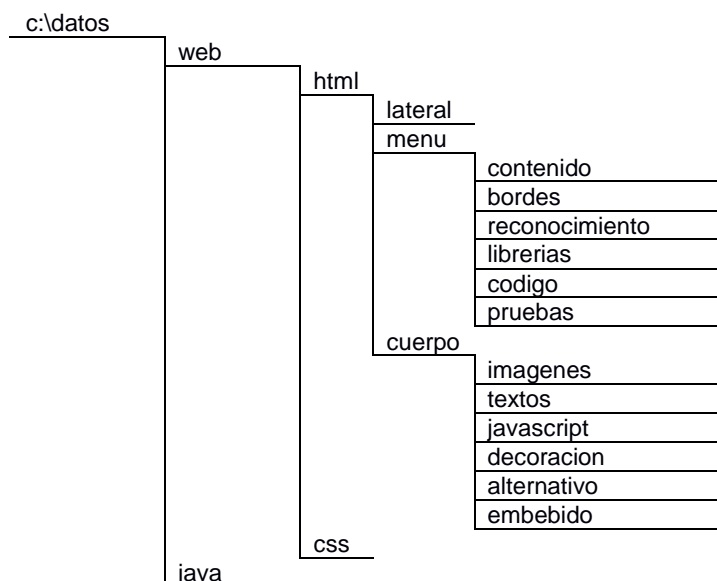 c:\datos
web
html
lateral
menu
contenido
bordes
reconocimiento
librerias
codigo
pruebas
cuerpo
imagenes
textos
javascript
decoracion
alternativo
embebido
css
java